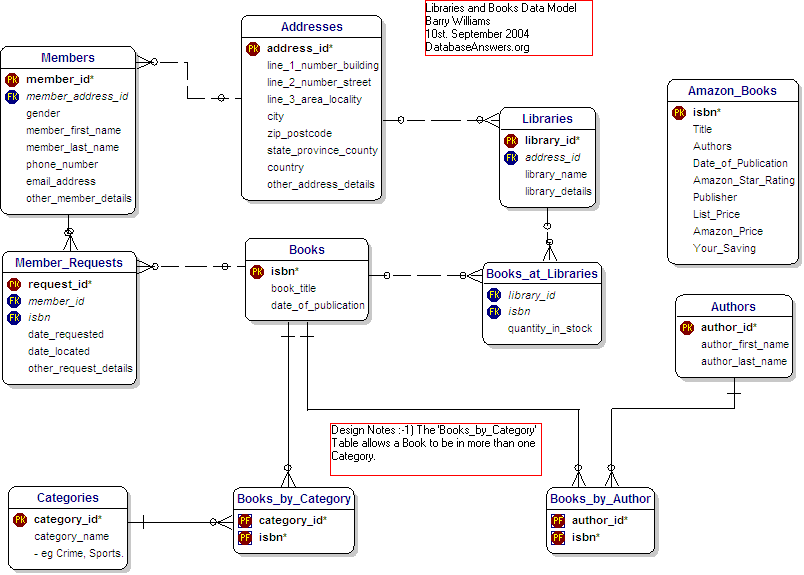 Libraries and Books Data Model
Barry Williams
10st. September 2004
DatabaseAnswers.org
Addresses
PK address_id*
line_1_number_building
line_2_number_street
line_3_area_locality
city
zip_postcode
state_province_county
country
other_address_details
Members
PK member_id*
FK member_address_id
gender
member_first_name
member_last_name
phone_number
email_address
other_member_details
Libraries
PK library_id*
FK address_id
library_name
library_details
Amazon_Books
PK isbn*
Title
Authors
Date_of_Publication
Amazon_Star_Rating
Publisher
List_Price
Amazon_Price
Your_Saving
Member_Requests
PK request_id*
FK member_id
FK isbn
date_requested
date_located
other_request_details
Books
PK isbn*
book_title
date_of_publication
Books_at_Libraries
FK library_id
FK isbn
quantity_in_stock
Authors
PK author_id*
author_first_name
author_last_name
Design Notes :-1) The 'Books_by_Category'
Table allows a Book to be in more than one
Category.
Categories
PK category_id*
category_name
- eg Crime, Sports.
Books_by_Category
PF category_id*
PF isbn*
Books_by_Author
PF author_id*
PF isbn*